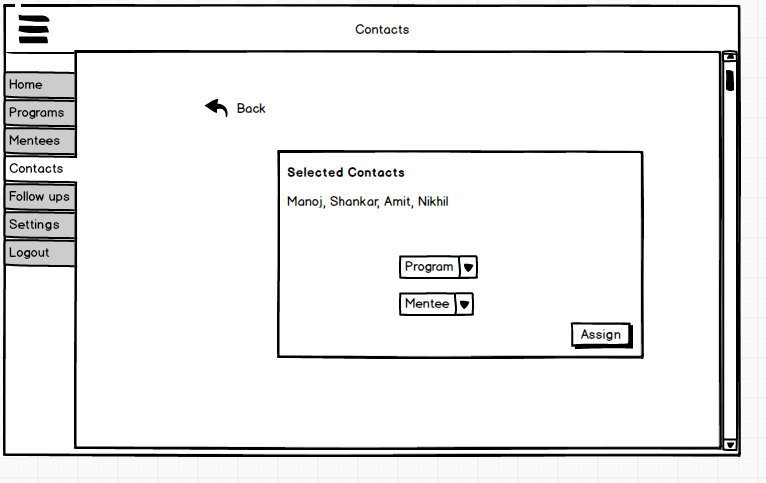 Contacts
Home
Programs
Mentees
Contacts
Follow ups
Settings
Logout
Back
Selected Contacts
Manoj, Shankar, Amit, Nikhil
Program
Mentee
Assign